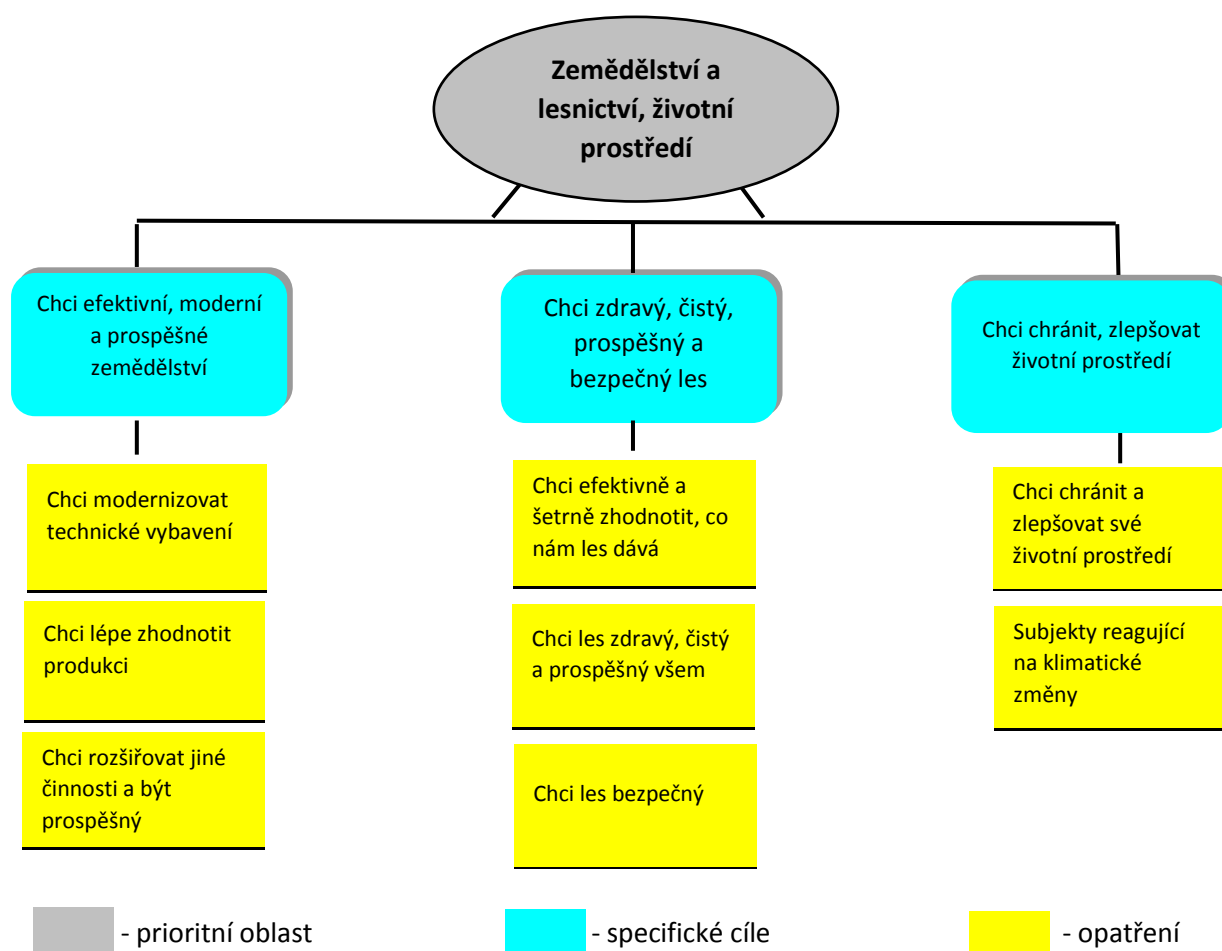 Zemědělství a
lesnictví, životní
prostředí
Chci efektivní, moderní
a prospěšné
zemědělství
Chci zdravý, čistý,
prospěšný a
bezpečný les
Chci chránit, zlepšovat
životní prostředí
Chci modernizovat
technické vybavení
Chci lépe zhodnotit
produkci
Chci rozšiřovat jiné
činnosti a být
prospěšný
Chci efektivně a
šetrně zhodnotit, co
nám les dává
Chci les zdravý, čistý
a prospěšný všem
Chci les bezpečný
Chci chránit a
zlepšovat své
životní prostředí
Subjekty reagující
na klimatické
změny
- prioritní oblast
- specifické cíle
- opatření